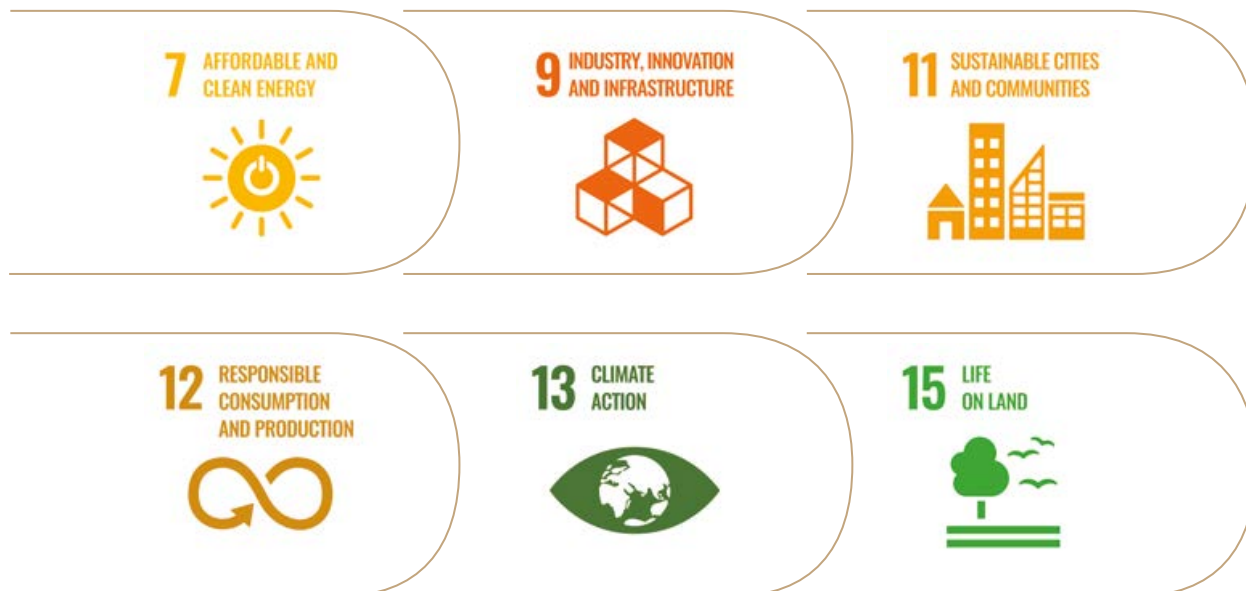 7 AFFORDABLE AND
CLEAN ENERGY
9 INDUSTRY, INNOVATION
AND INFRASTRUCTURE
11 SUSTAINABLE CITIES
AND COMMUNITIES
12 RESPONSIBLE
CONSUMPTION
AND PRODUCTION
13 CLIMATE
ACTION
15 LIFE
ON LAND